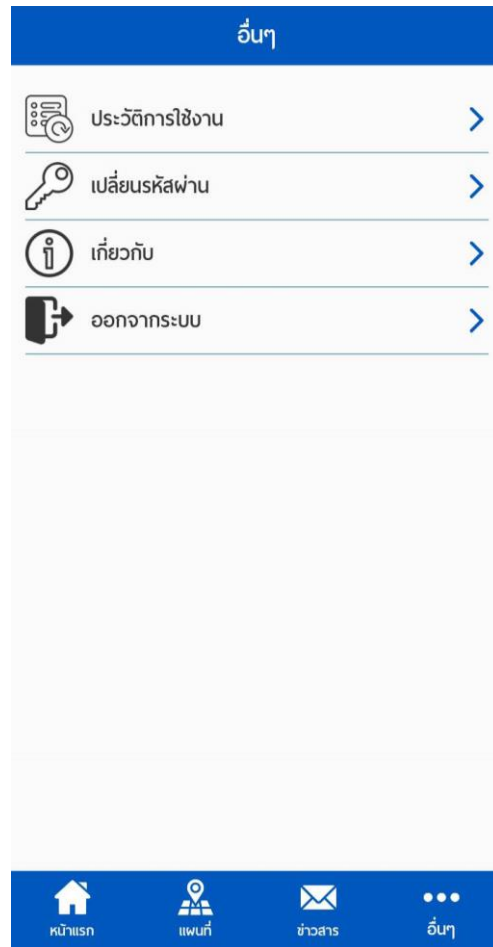 อื่นๆ
ประวัติการใช้งาน
เปลี่ยนรหัสผ่าน
เกี่ยวกับ
ออกจากระบบ
หน้าแรก
แผนที่
ข่าวสาร
อื่นๆ